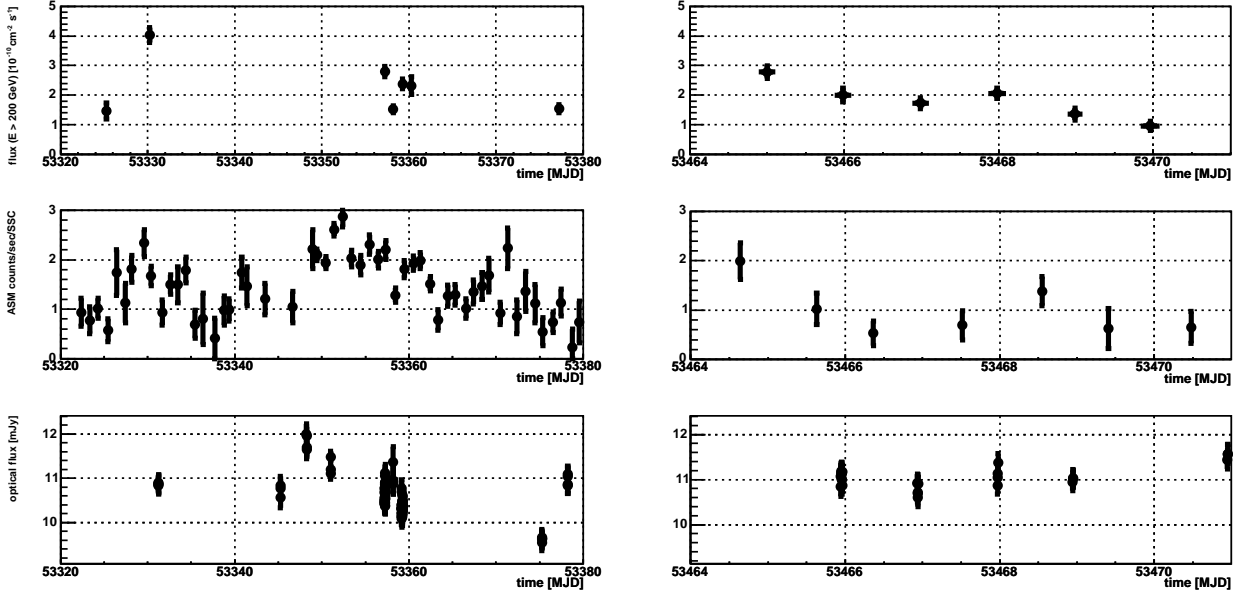 flux (E > 200 GeV) [10⁻¹⁰cm⁻² s⁻¹]
5
4
3
2
1
0
53320 53330 53340 53350 53360 53370 53380
time [MJD]
5
4
3
2
1
0
53464 53466 53468 53470
time [MJD]
ASM counts/sec/SSC
3
2
1
0
53320 53340 53360 53380
time [MJD]
3
2
1
0
53464 53466 53468 53470
time [MJD]
optical flux [mJy]
12
11
10
53320 53340 53360 53380
time [MJD]
12
11
10
53464 53466 53468 53470
time [MJD]